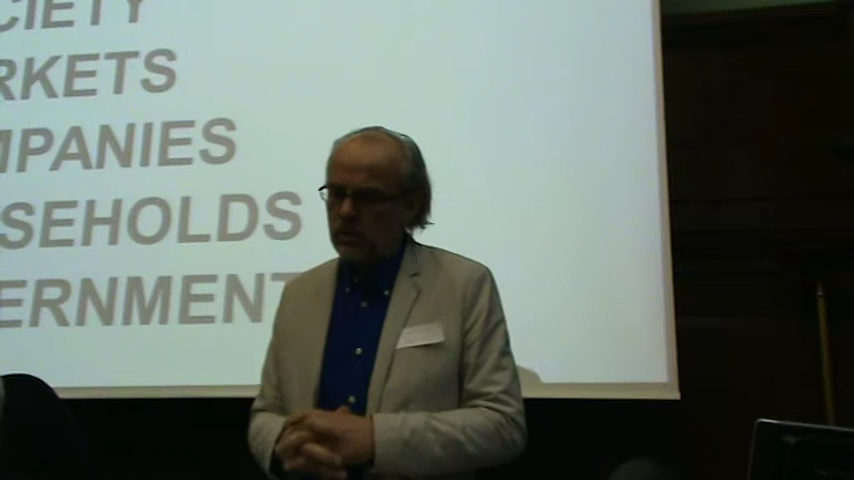 CIETY
RKETS
MPANIES
SEHOLDS
ERNMENT